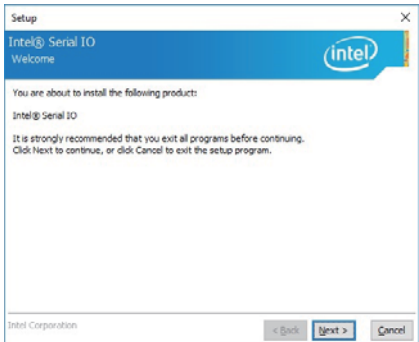 Setup
Intel® Serial IO
Welcome
intel
You are about to install the following product:
Intel® Serial IO
It is strongly recommended that you exit all programs before continuing.
Click Next to continue, or click Cancel to exit the setup program.
Intel Corporation
< Back
Next >
Cancel